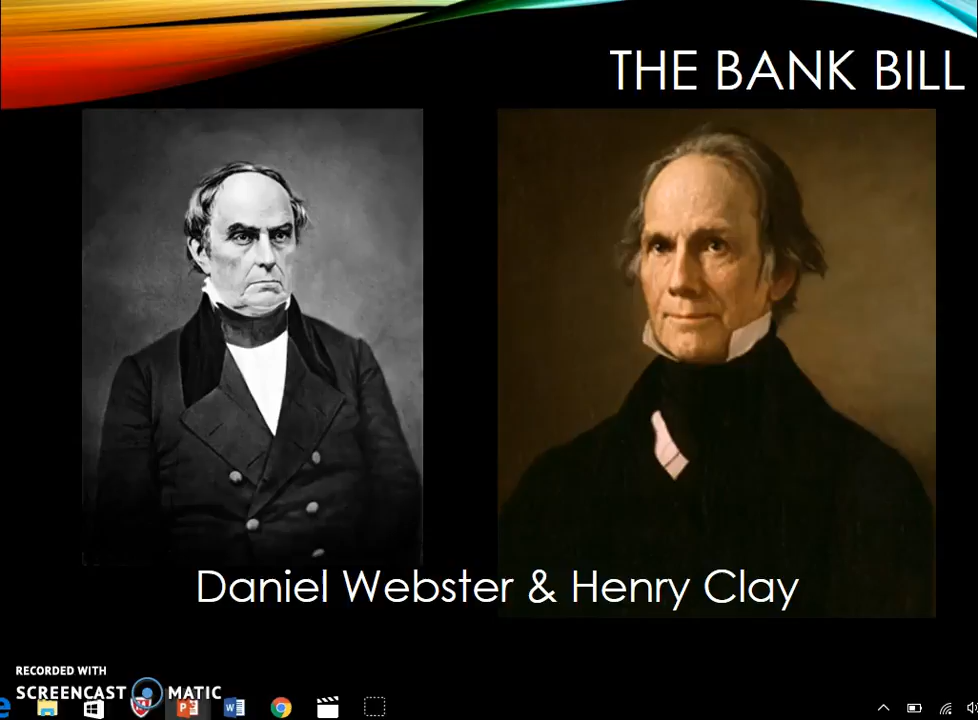 THE BANK BILL
Daniel Webster & Henry Clay
RECORDED WITH
SCREENCAST MATIC